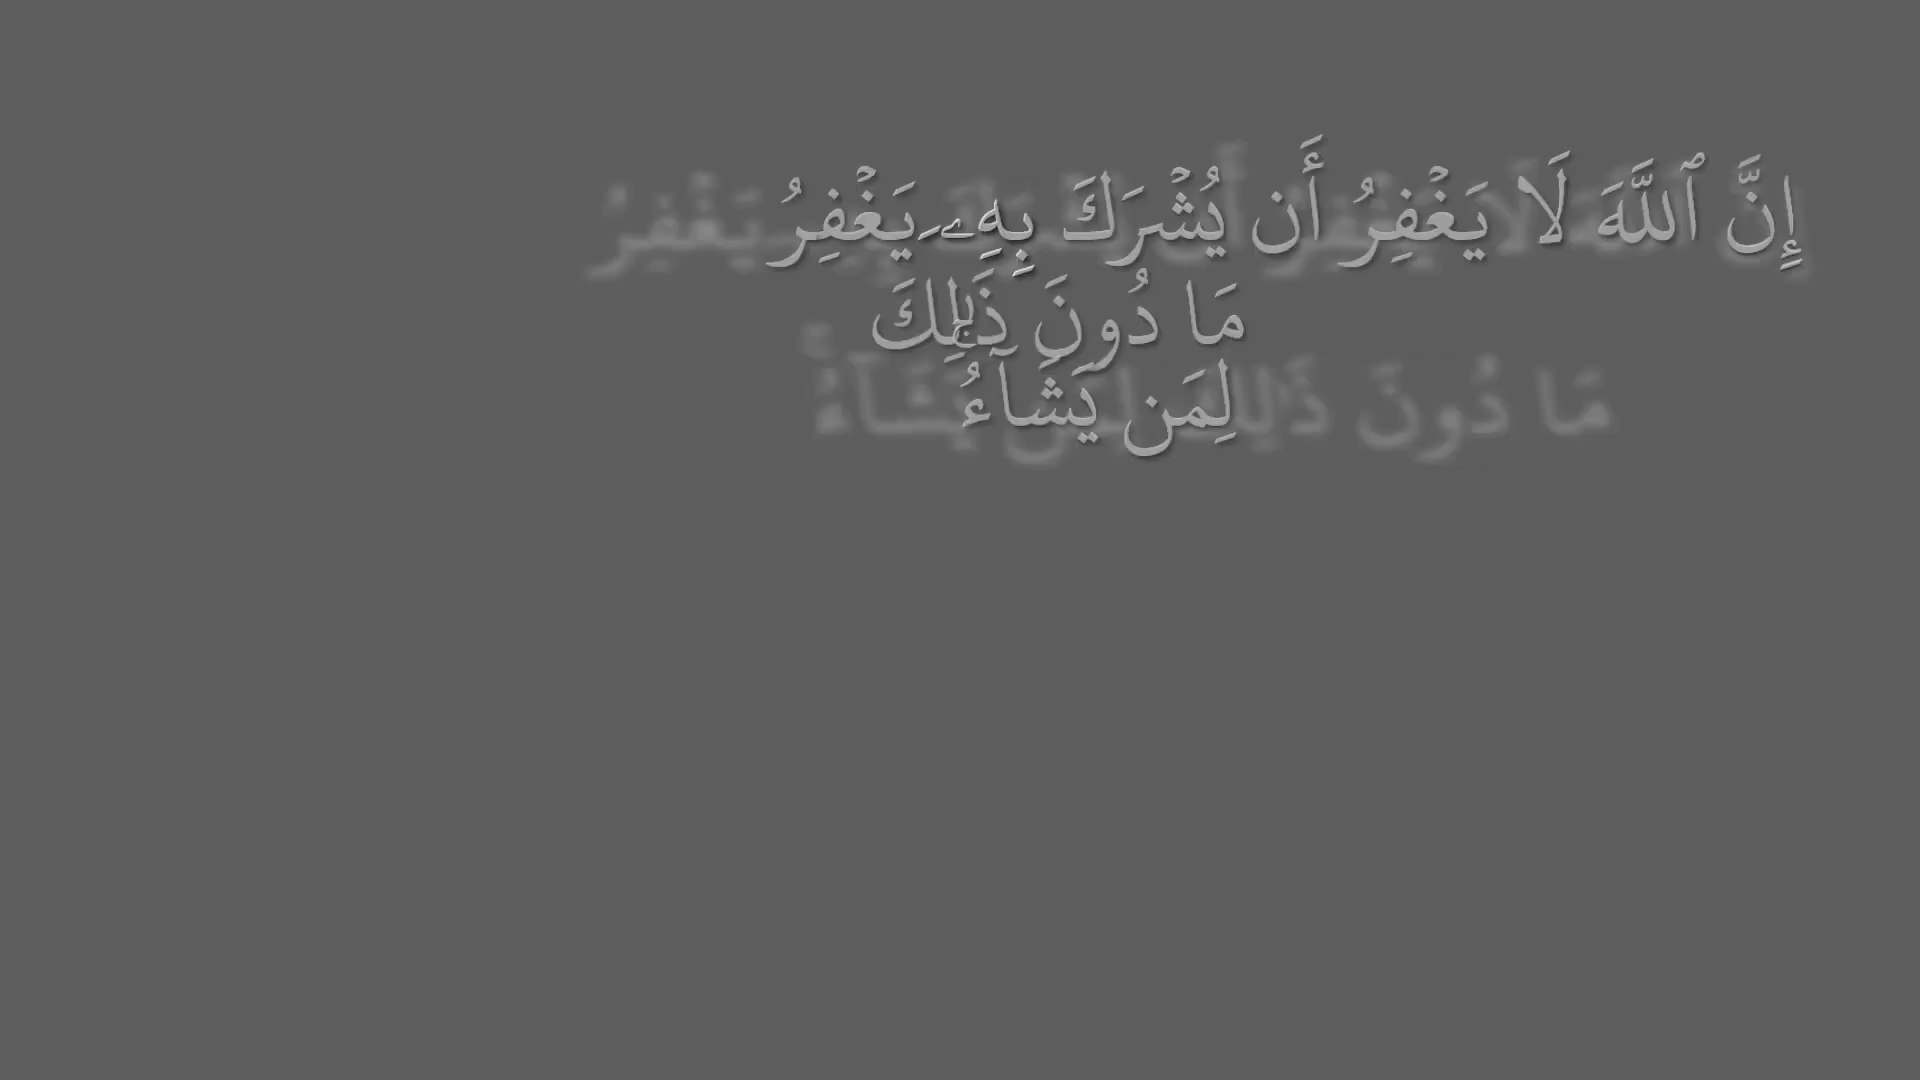 إِنَّ ٱللَّهَ لَا يَغْفِرُ أَن يُشْرَكَ بِهِۦ يَغْفِرُ
مَا دُونَ ذَٰلِكَ
لِمَن يَشَآءُ